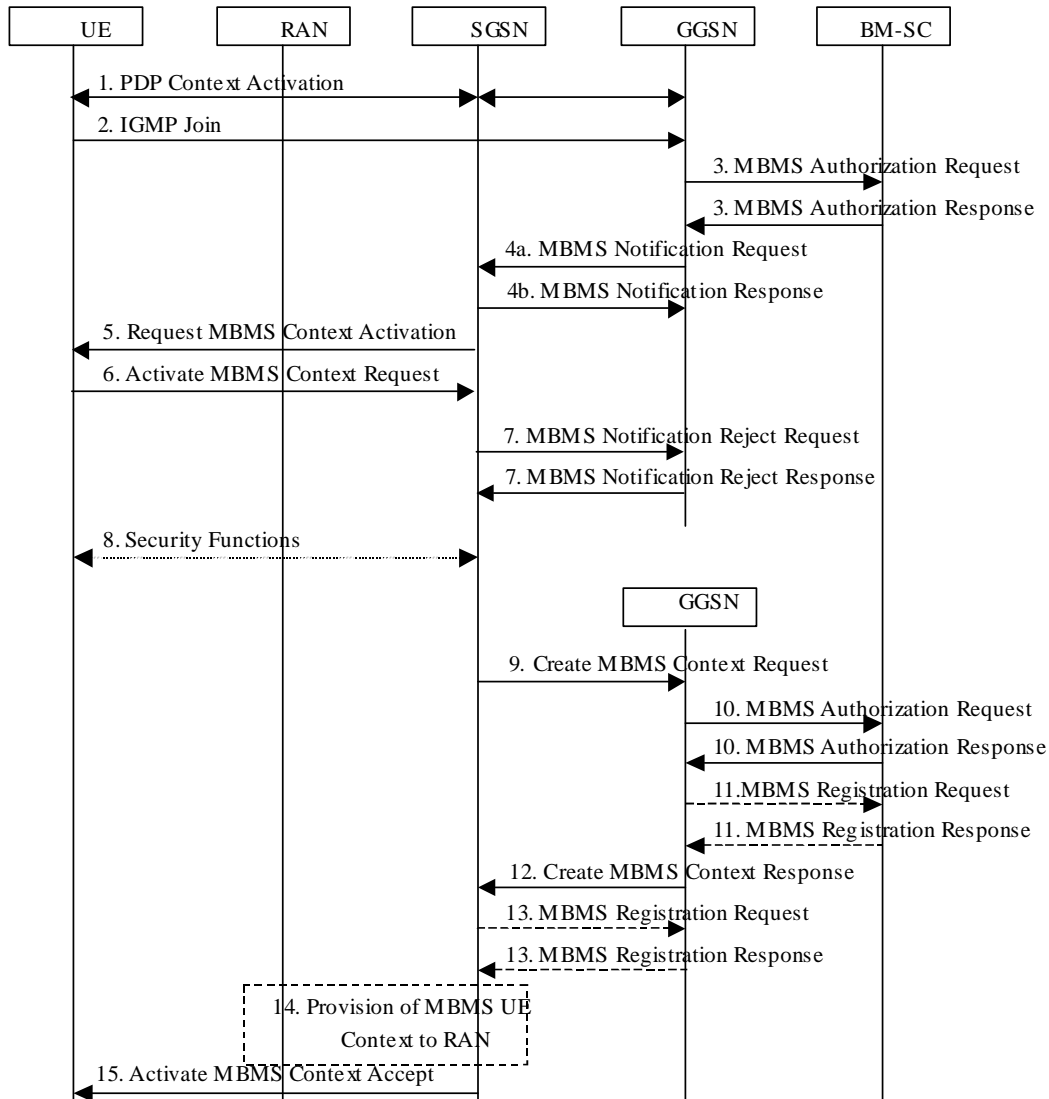 UE
RAN
SGSN
GGSN
BM-SC
1. PDP Context Activation
2. IGMP Join
3. MBMS Authorization Request
3. MBMS Authorization Response
4a. MBMS Notification Request
4b. MBMS Notification Response
5. Request MBMS Context Activation
6. Activate MBMS Context Request
7. MBMS Notification Reject Request
7. MBMS Notification Reject Response
8. Security Functions
GGSN
9. Create MBMS Context Request
10. MBMS Authorization Request
10. MBMS Authorization Response
11.MBMS Registration Request
11. MBMS Registration Response
12. Create MBMS Context Response
13. MBMS Registration Request
13. MBMS Registration Response
14. Provision of MBMS UE
Context to RAN
15. Activate MBMS Context Accept